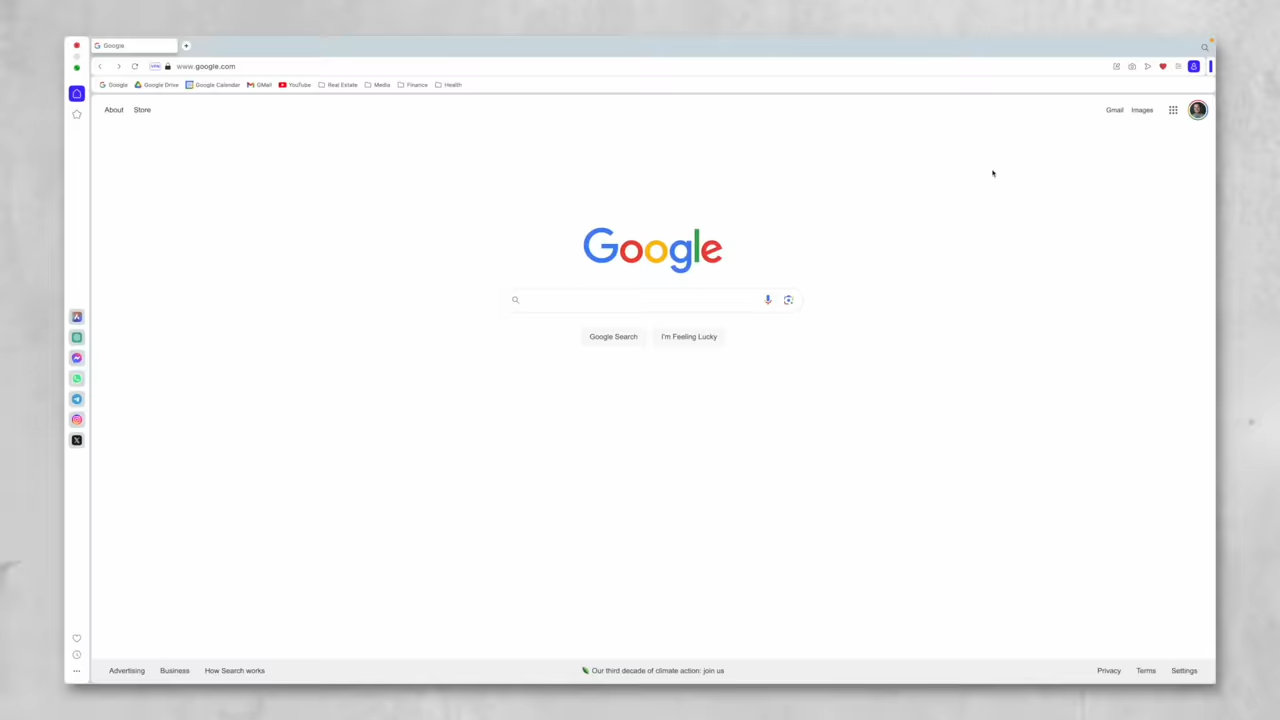 Google
www.google.com
Google Google Drive Google Calendar GMail YouTube Real Estate Media Finance Health
About Store Gmail Images
Google
Google Search I'm Feeling Lucky
Advertising Business How Search works Our third decade of climate action: join us Privacy Terms Settings